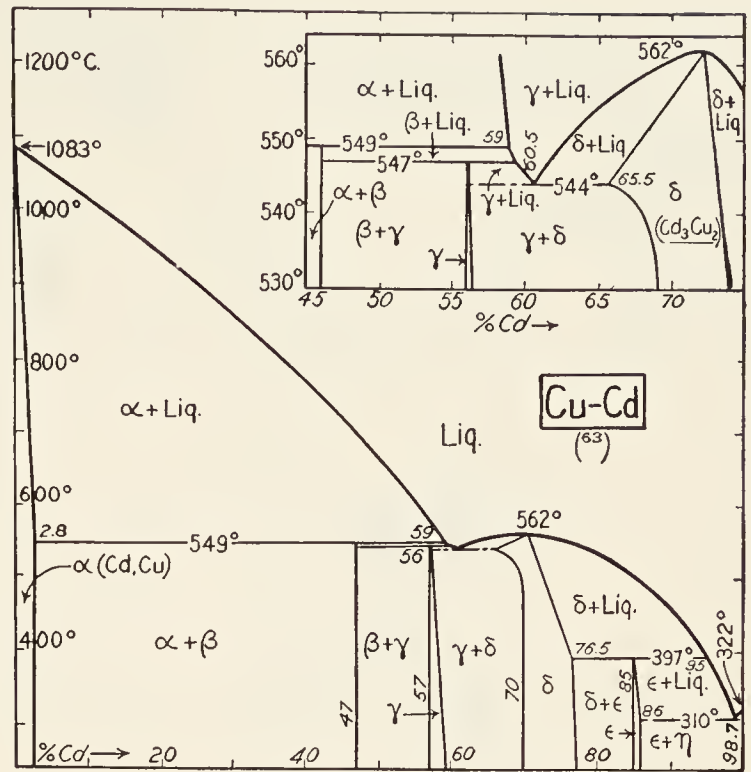 1200°C.
←1083°
1000°
800°
600°
400°
α+Liq.
Liq.
Cu-Cd
(63)
2.8
549°
59
56
562°
α(Cd,Cu)
α+β
β+γ
γ+δ
γ→
δ
δ+Liq.
47
57
70
76.5
397°
95
322°
ε+Liq.
δ+ε
85
86
310°
ε→
ε+η
98.7
%Cd→
20
40
60
80
560°
550°
540°
530°
α+Liq.
γ+Liq.
562°
δ+Liq
β+Liq.
549°
59
60.5
δ+Liq
547°
γ+Liq.
544°
65.5
α+β
β+γ
γ→
γ+δ
δ
(Cd₃Cu₂)
45
50
55
60
65
70
%Cd→